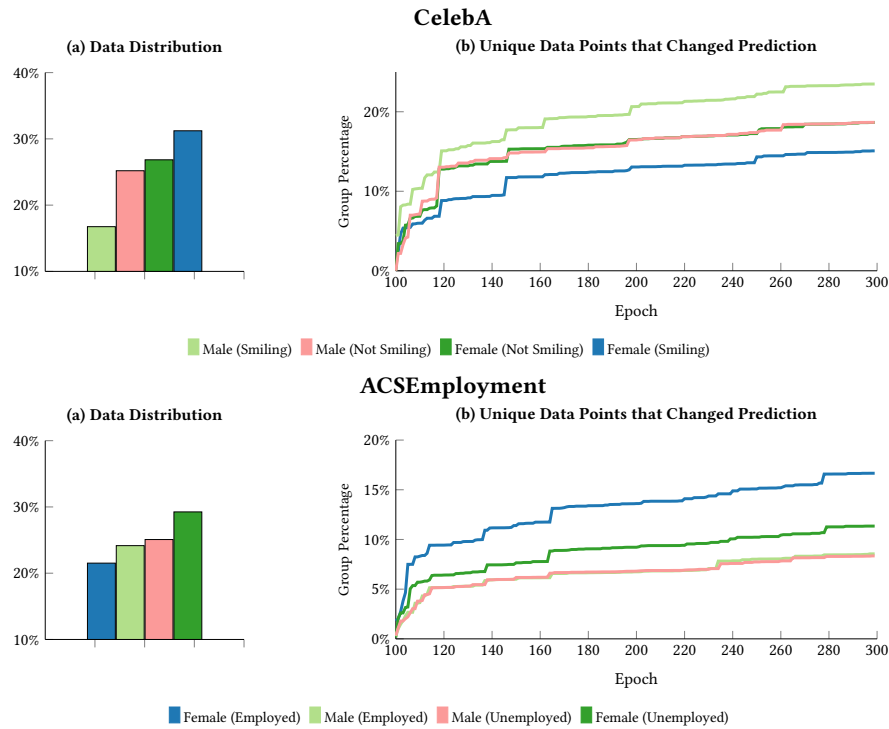 CelebA
(a) Data Distribution
(b) Unique Data Points that Changed Prediction
40%
30%
20%
10%
Group Percentage
20%
10%
0%
100 120 140 160 180 200 220 240 260 280 300
Epoch
Male (Smiling) Male (Not Smiling) Female (Not Smiling) Female (Smiling)
ACSEmployment
(a) Data Distribution
(b) Unique Data Points that Changed Prediction
40%
30%
20%
10%
Group Percentage
20%
15%
10%
5%
0%
100 120 140 160 180 200 220 240 260 280 300
Epoch
Female (Employed) Male (Employed) Male (Unemployed) Female (Unemployed)